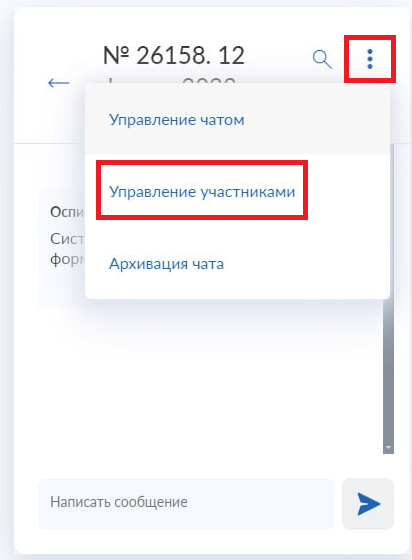 № 26158. 12
Управление чатом
Управление участниками
Архивация чата
Написать сообщение